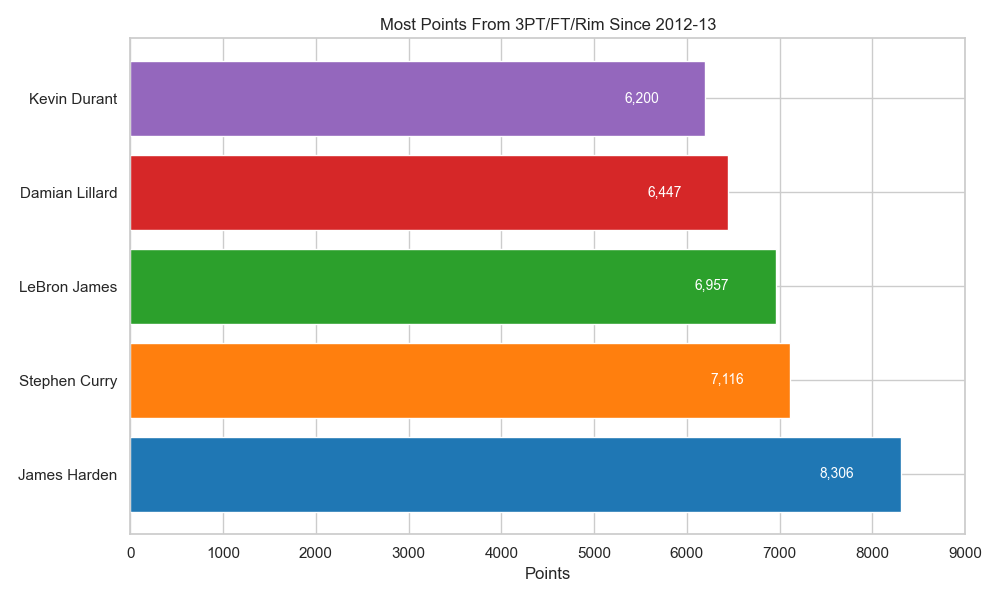 Most Points From 3PT/FT/Rim Since 2012-13
Kevin Durant
6,200
Damian Lillard
6,447
LeBron James
6,957
Stephen Curry
7,116
James Harden
8,306
0 1000 2000 3000 4000 5000 6000 7000 8000 9000
Points